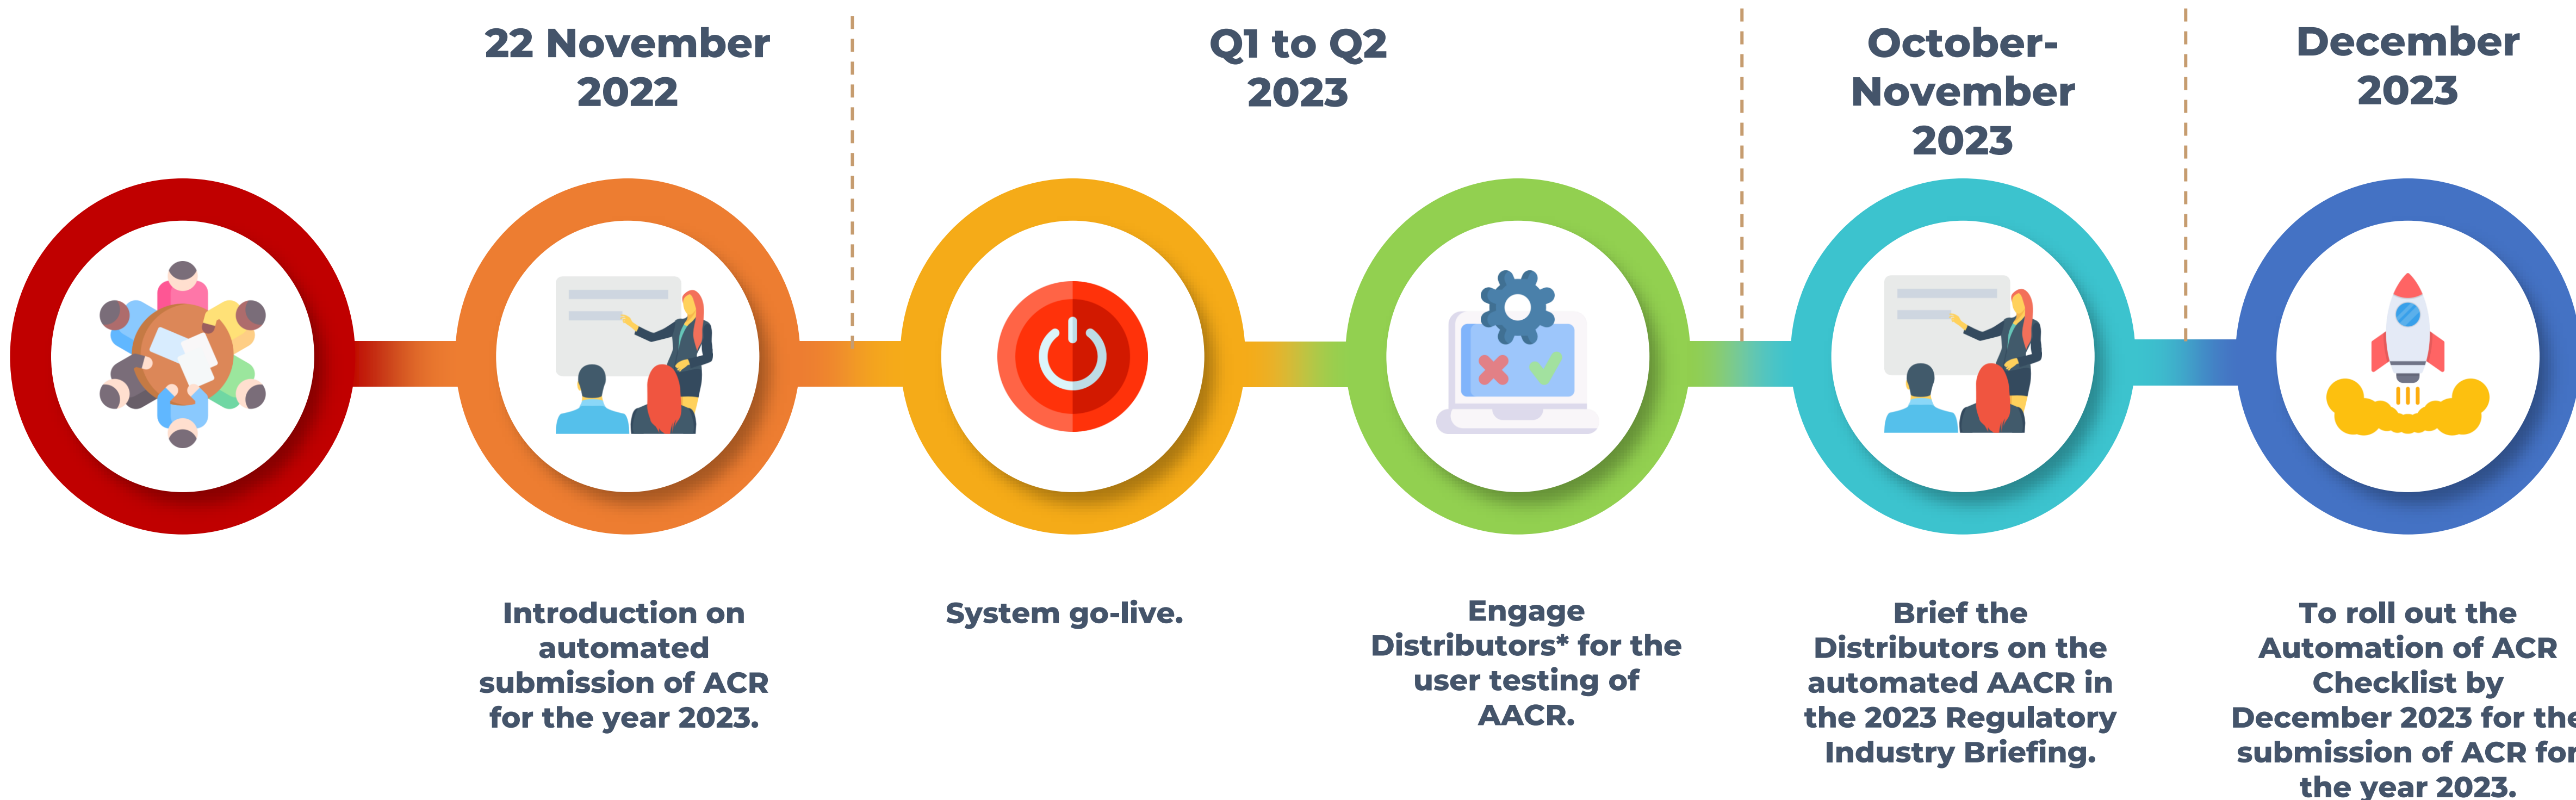 22 November
2022
Q1 to Q2
2023
October-
November
2023
December
2023
Introduction on
automated
submission of ACR
for the year 2023.
System go-live.
Engage
Distributors* for the
user testing of
AACR.
Brief the
Distributors on the
automated AACR in
the 2023 Regulatory
Industry Briefing.
To roll out the
Automation of ACR
Checklist by
December 2023 for the
submission of ACR for
the year 2023.